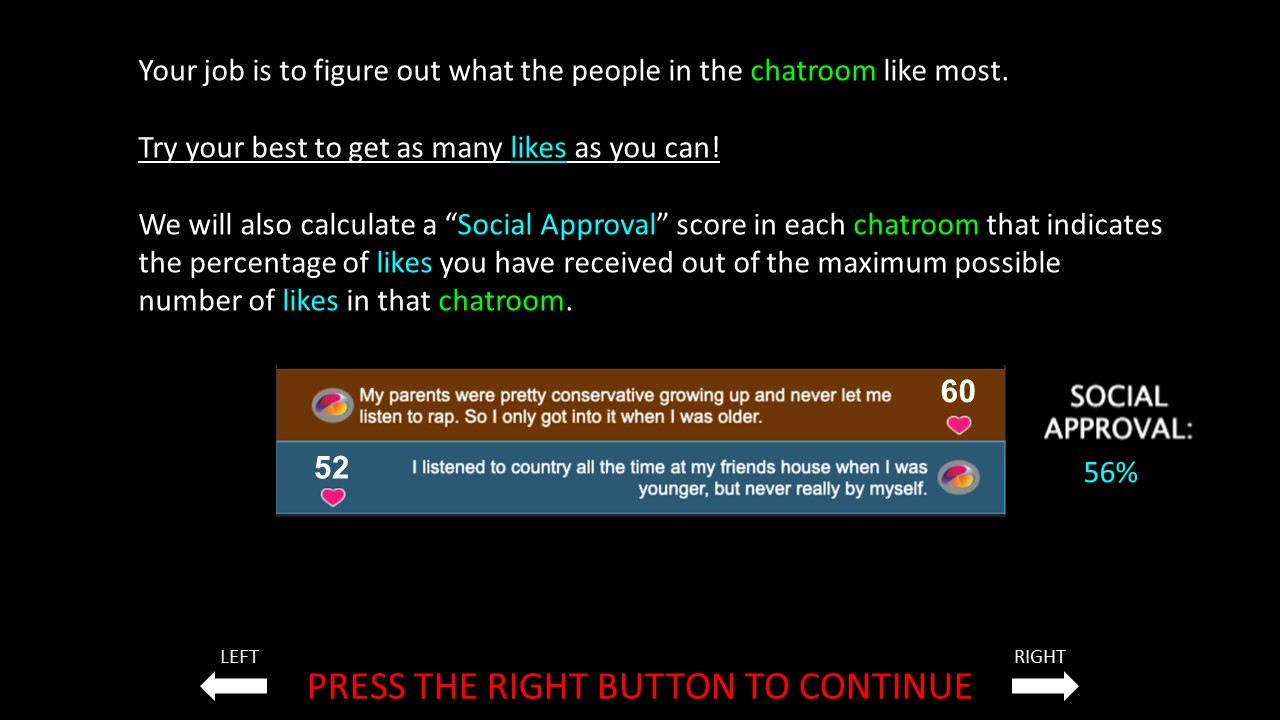 Your job is to figure out what the people in the chatroom like most.
Try your best to get as many likes as you can!
We will also calculate a “Social Approval” score in each chatroom that indicates
the percentage of likes you have received out of the maximum possible
number of likes in that chatroom.
My parents were pretty conservative growing up and never let me
listen to rap. So I only got into it when I was older.
60
52
I listened to country all the time at my friends house when I was
younger, but never really by myself.
SOCIAL
APPROVAL:
56%
LEFT
PRESS THE RIGHT BUTTON TO CONTINUE
RIGHT